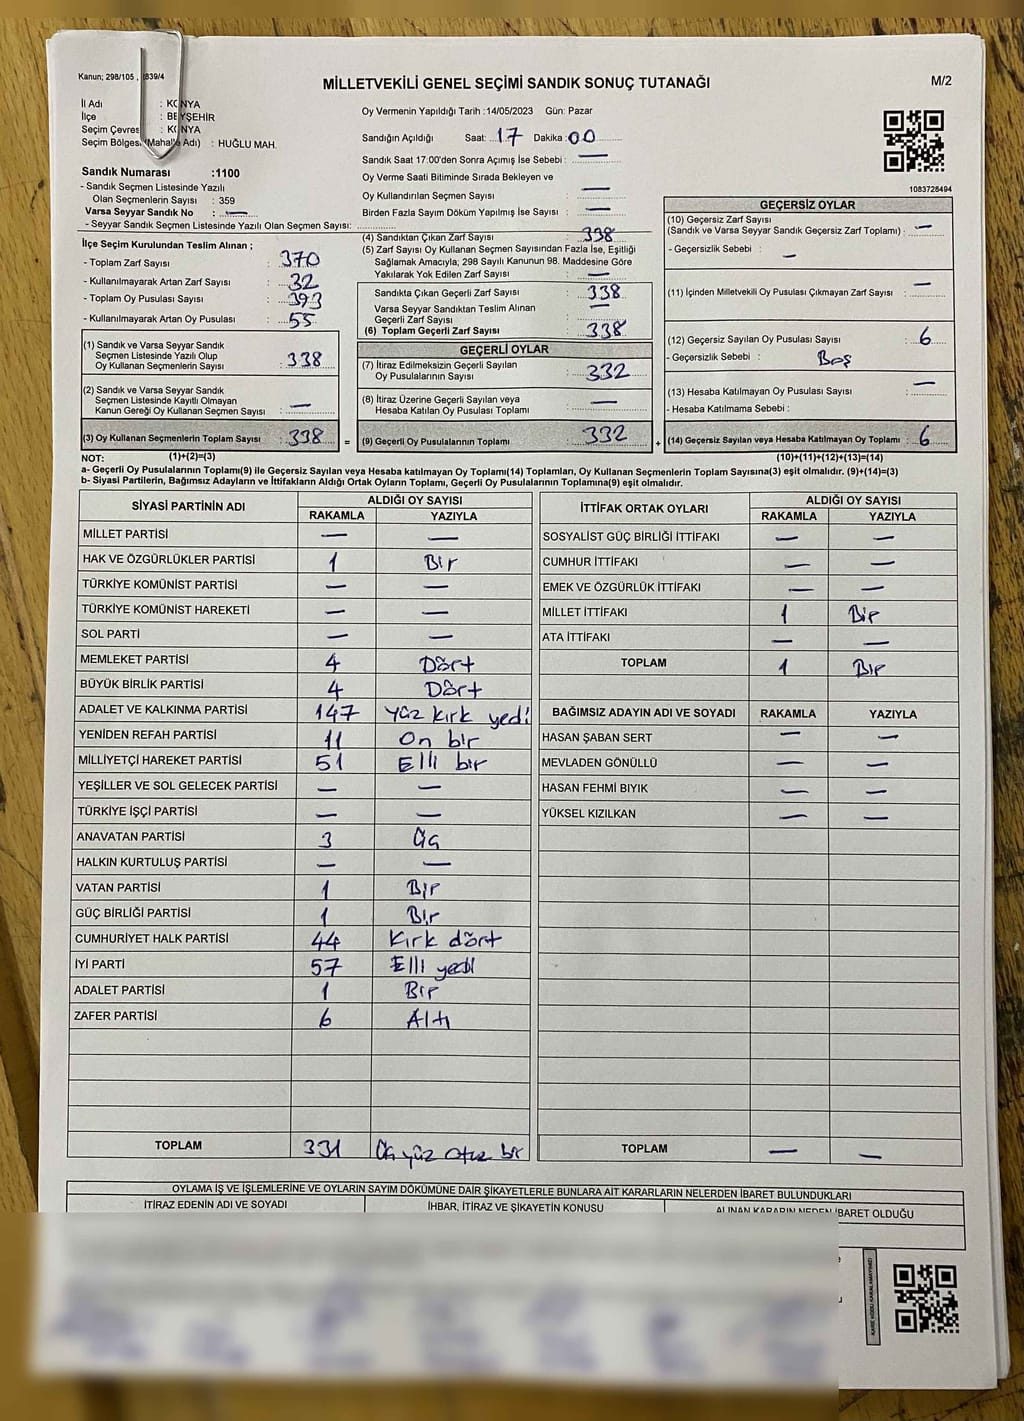 Kanun; 298/105 , 2839/4
MİLLETVEKİLİ GENEL SEÇİMİ SANDIK SONUÇ TUTANAĞI
M/2
İl Adı : KONYA
İlçe : BEYŞEHİR
Seçim Çevresi : KONYA
Seçim Bölgesi (Mahalle Adı) : HUĞLU MAH.
Sandık Numarası :1100
- Sandık Seçmen Listesinde Yazılı
Olan Seçmenlerin Sayısı : 359
Varsa Seyyar Sandık No : —
- Seyyar Sandık Seçmen Listesinde Yazılı Olan Seçmen Sayısı:
Oy Vermenin Yapıldığı Tarih :14/05/2023 Gün: Pazar
Sandığın Açıldığı Saat: 17 Dakika: 00
Sandık Saat 17:00'den Sonra Açımış İse Sebebi : —
Oy Verme Saati Bitiminde Sırada Bekleyen ve
Oy Kullandırılan Seçmen Sayısı : —
Birden Fazla Sayım Döküm Yapılmış İse Sayısı : —
1083728494
İlçe Seçim Kurulundan Teslim Alınan ;
- Toplam Zarf Sayısı : 370
- Kullanılmayarak Artan Zarf Sayısı : 32
- Toplam Oy Pusulası Sayısı : 393
- Kullanılmayarak Artan Oy Pusulası : 55
(1) Sandık ve Varsa Seyyar Sandık
Seçmen Listesinde Yazılı Olup
Oy Kullanan Seçmenlerin Sayısı : 338
(2) Sandık ve Varsa Seyyar Sandık
Seçmen Listesinde Kayıtlı Olmayan
Kanun Gereği Oy Kullanan Seçmen Sayısı : —
(3) Oy Kullanan Seçmenlerin Toplam Sayısı : 338 =
(4) Sandıktan Çıkan Zarf Sayısı : 338
(5) Zarf Sayısı Oy Kullanan Seçmen Sayısından Fazla İse, Eşitliği
Sağlamak Amacıyla; 298 Sayılı Kanunun 98. Maddesine Göre
Yakılarak Yok Edilen Zarf Sayısı : —
Sandıkta Çıkan Geçerli Zarf Sayısı : 338
Varsa Seyyar Sandıktan Teslim Alınan
Geçerli Zarf Sayısı : —
(6) Toplam Geçerli Zarf Sayısı : 338
GEÇERLİ OYLAR
(7) İtiraz Edilmeksizin Geçerli Sayılan
Oy Pusulalarının Sayısı : 332
(8) İtiraz Üzerine Geçerli Sayılan veya
Hesaba Katılan Oy Pusulası Toplamı : —
(9) Geçerli Oy Pusulalarının Toplamı : 332 +
GEÇERSİZ OYLAR
(10) Geçersiz Zarf Sayısı
(Sandık ve Varsa Seyyar Sandık Geçersiz Zarf Toplamı) : —
- Geçersizlik Sebebi : —
(11) İçinden Milletvekili Oy Pusulası Çıkmayan Zarf Sayısı : —
(12) Geçersiz Sayılan Oy Pusulası Sayısı : 6
- Geçersizlik Sebebi : Boş
(13) Hesaba Katılmayan Oy Pusulası Sayısı : —
- Hesaba Katılmama Sebebi :
(14) Geçersiz Sayılan veya Hesaba Katılmayan Oy Toplamı : 6
NOT: (1)+(2)=(3) (10)+(11)+(12)+(13)=(14)
a- Geçerli Oy Pusulalarının Toplamı(9) ile Geçersiz Sayılan veya Hesaba katılmayan Oy Toplamı(14) Toplamları, Oy Kullanan Seçmenlerin Toplam Sayısına(3) eşit olmalıdır. (9)+(14)=(3)
b- Siyasi Partilerin, Bağımsız Adayların ve İttifakların Aldığı Ortak Oyların Toplamı, Geçerli Oy Pusulalarının Toplamına(9) eşit olmalıdır.
SİYASİ PARTİNİN ADI ALDIĞI OY SAYISI
RAKAMLA YAZIYLA
MİLLET PARTİSİ — —
HAK VE ÖZGÜRLÜKLER PARTİSİ 1 Bir
TÜRKİYE KOMÜNİST PARTİSİ — —
TÜRKİYE KOMÜNİST HAREKETİ — —
SOL PARTİ — —
MEMLEKET PARTİSİ 4 Dört
BÜYÜK BİRLİK PARTİSİ 4 Dört
ADALET VE KALKINMA PARTİSİ 147 Yüz kırk yedi
YENİDEN REFAH PARTİSİ 11 On bir
MİLLİYETÇİ HAREKET PARTİSİ 51 Elli bir
YEŞİLLER VE SOL GELECEK PARTİSİ — —
TÜRKİYE İŞÇİ PARTİSİ — —
ANAVATAN PARTİSİ 3 Üç
HALKIN KURTULUŞ PARTİSİ — —
VATAN PARTİSİ 1 Bir
GÜÇ BİRLİĞİ PARTİSİ 1 Bir
CUMHURİYET HALK PARTİSİ 44 Kırk dört
İYİ PARTİ 57 Elli yedi
ADALET PARTİSİ 1 Bir
ZAFER PARTİSİ 6 Altı
TOPLAM 331 Üç yüz otuz bir
İTTİFAK ORTAK OYLARI ALDIĞI OY SAYISI
RAKAMLA YAZIYLA
SOSYALİST GÜÇ BİRLİĞİ İTTİFAKI — —
CUMHUR İTTİFAKI — —
EMEK VE ÖZGÜRLÜK İTTİFAKI — —
MİLLET İTTİFAKI 1 Bir
ATA İTTİFAKI — —
TOPLAM 1 Bir
BAĞIMSIZ ADAYIN ADI VE SOYADI RAKAMLA YAZIYLA
HASAN ŞABAN SERT — —
MEVLADEN GÖNÜLLÜ — —
HASAN FEHMİ BIYIK — —
YÜKSEL KIZILKAN — —
TOPLAM — —
OYLAMA İŞ VE İŞLEMLERİNE VE OYLARIN SAYIM DÖKÜMÜNE DAİR ŞİKAYETLERLE BUNLARA AİT KARARLARIN NELERDEN İBARET BULUNDUKLARI
İTİRAZ EDENİN ADI VE SOYADI İHBAR, İTİRAZ VE ŞİKAYETİN KONUSU ALINAN KARARIN NEDEN İBARET OLDUĞU
KARE KODU KARALAMAYINIZ!